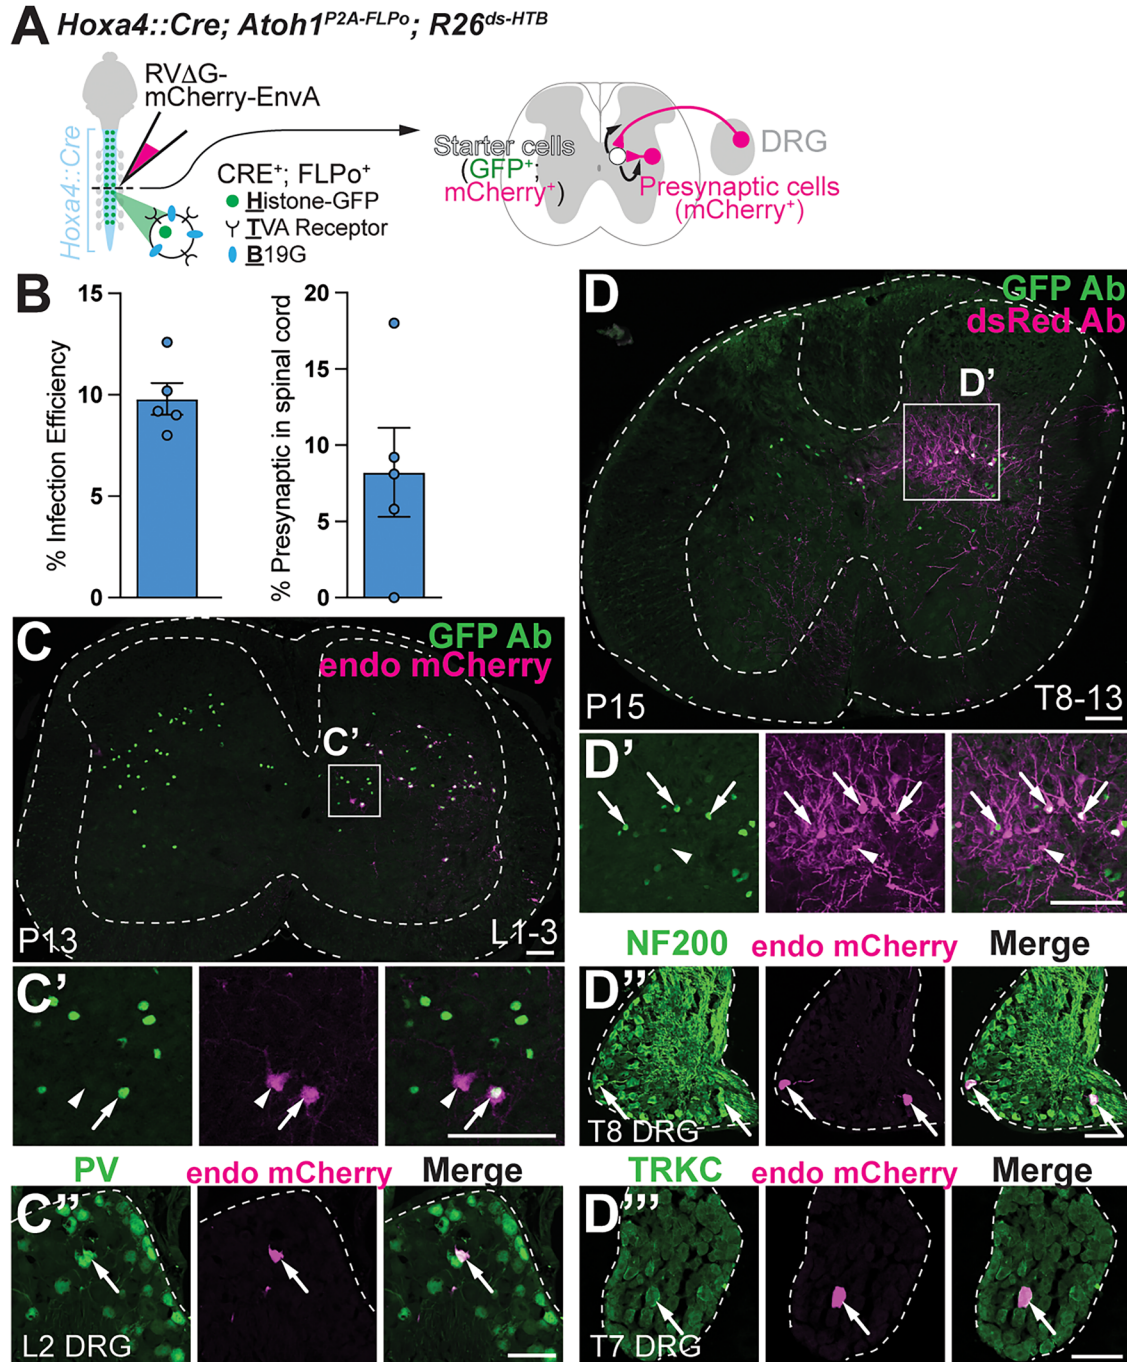 A Hoxa4::Cre; Atoh1P2A-FLPo; R26ds-HTB
RVΔG-
mCherry-EnvA
Hoxa4::Cre
CRE+; FLPo+
Histone-GFP
TVA Receptor
B19G
Starter cells
(GFP+;
mCherry+)
DRG
Presynaptic cells
(mCherry+)
B
% Infection Efficiency
15
10
5
0
% Presynaptic in spinal cord
20
15
10
5
0
C
GFP Ab
endo mCherry
C'
P13
L1-3
C'
PV endo mCherry Merge
C''
L2 DRG
D
GFP Ab
dsRed Ab
D'
P15
T8-13
D'
NF200 endo mCherry Merge
D''
T8 DRG
TRKC endo mCherry Merge
D'''
T7 DRG